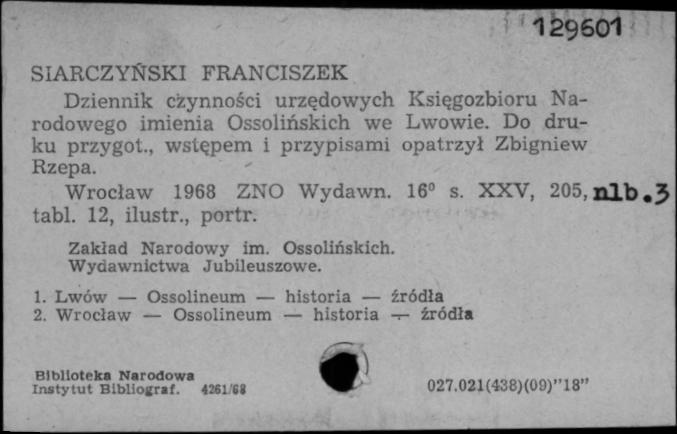 129601
SIARCZYŃSKI FRANCISZEK
Dziennik czynności urzędowych Księgozbioru Na-
rodowego imienia Ossolińskich we Lwowie. Do dru-
ku przygot., wstępem i przypisami opatrzył Zbigniew
Rzepa.
Wrocław 1968 ZNO Wydawn. 16⁰ s. XXV, 205, nlb.3
tabl. 12, ilustr., portr.
Zakład Narodowy im. Ossolińskich.
Wydawnictwa Jubileuszowe.
1. Lwów — Ossolineum — historia — źródła
2. Wrocław — Ossolineum — historia — źródła
Biblioteka Narodowa
Instytut Bibliograf. 4261/68
027.021(438)(09)"18"